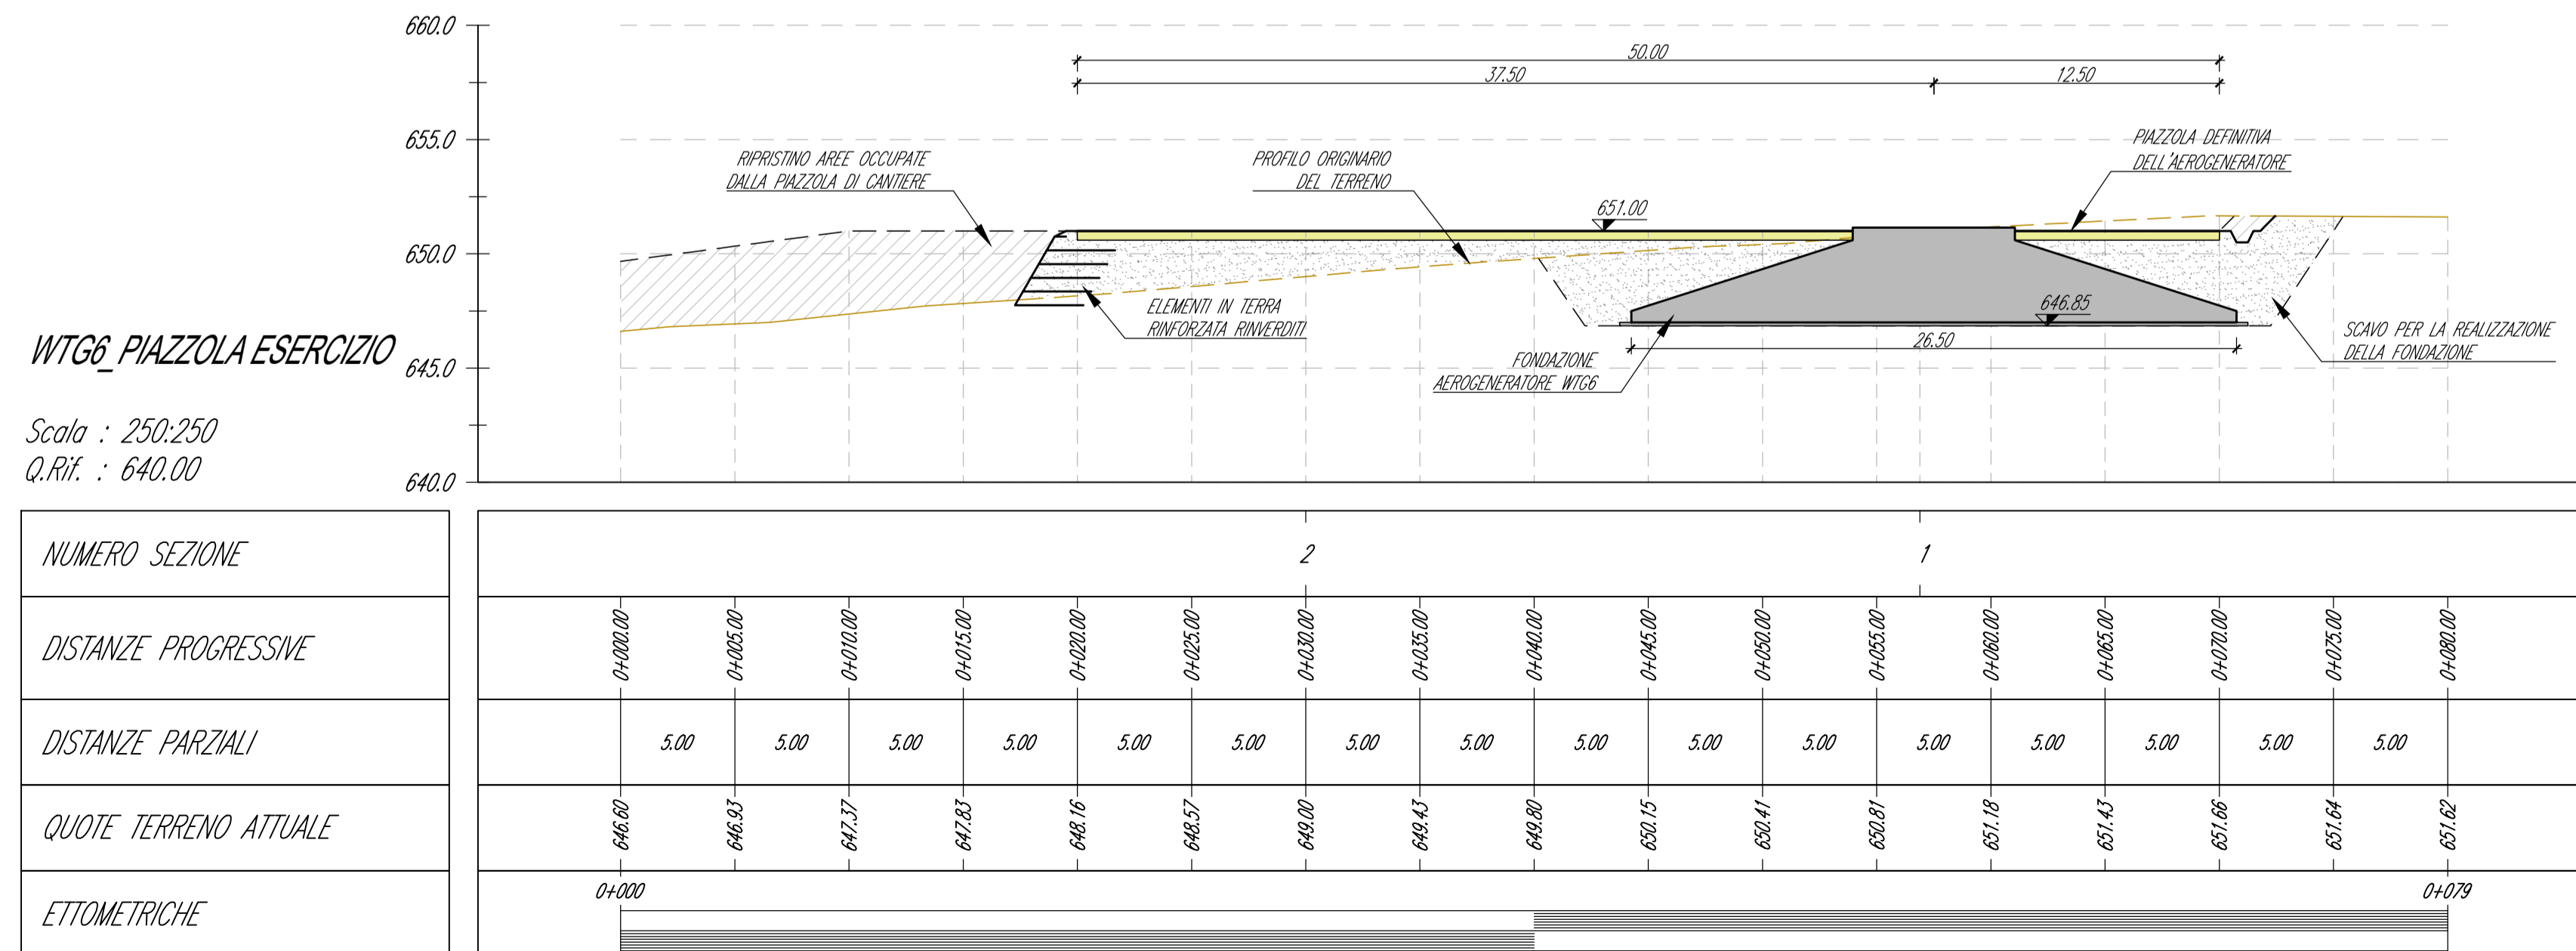 660.0
655.0
650.0
645.0
640.0
50.00
37.50
12.50
RIPRISTINO AREE OCCUPATE
DALLA PIAZZOLA DI CANTIERE
PROFILO ORIGINARIO
DEL TERRENO
651.00
PIAZZOLA DEFINITIVA
DELL'AEROGENERATORE
ELEMENTI IN TERRA
RINFORZATA RINVERDITI
646.85
26.50
FONDAZIONE
AEROGENERATORE WTG6
SCAVO PER LA REALIZZAZIONE
DELLA FONDAZIONE
WTG6_PIAZZOLA ESERCIZIO
Scala : 250:250
Q.Rif. : 640.00
NUMERO SEZIONE
2 1
DISTANZE PROGRESSIVE
0+000.00 0+005.00 0+010.00 0+015.00 0+020.00 0+025.00 0+030.00 0+035.00 0+040.00 0+045.00 0+050.00 0+055.00 0+060.00 0+065.00 0+070.00 0+075.00 0+080.00
DISTANZE PARZIALI
5.00 5.00 5.00 5.00 5.00 5.00 5.00 5.00 5.00 5.00 5.00 5.00 5.00 5.00 5.00 5.00
QUOTE TERRENO ATTUALE
646.60 646.93 647.37 647.83 648.16 648.57 649.00 649.43 649.80 650.15 650.41 650.81 651.18 651.43 651.66 651.64 651.62
ETTOMETRICHE
0+000 0+079